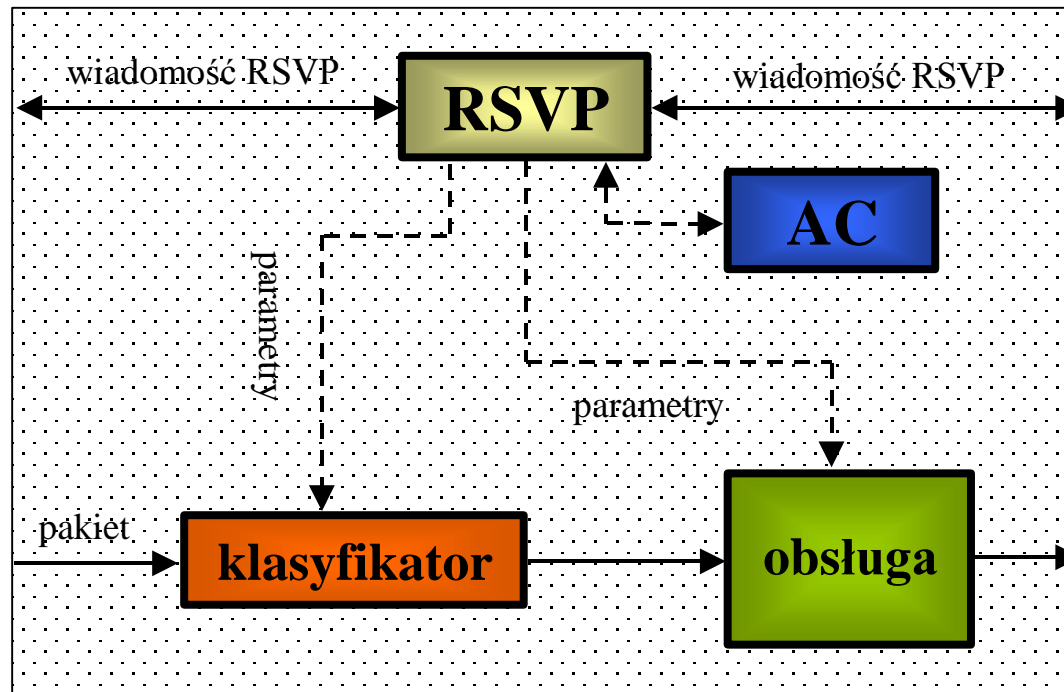 wiadomość RSVP
RSVP
wiadomość RSVP
AC
parametry
parametry
pakiet
klasyfikator
obsługa